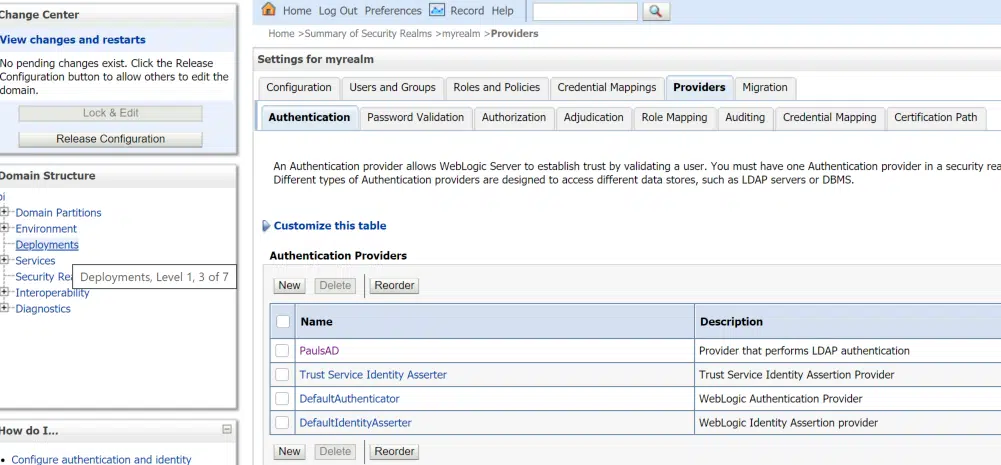 Change Center
View changes and restarts
No pending changes exist. Click the Release
Configuration button to allow others to edit the
domain.
Lock & Edit
Release Configuration
Domain Structure
Domain Partitions
Environment
Deployments
Services
Security Rea
Deployments, Level 1, 3 of 7
Interoperability
Diagnostics
How do I...
Configure authentication and identity
Home Log Out Preferences Record Help
Home >Summary of Security Realms >myrealm >Providers
Settings for myrealm
Configuration Users and Groups Roles and Policies Credential Mappings Providers Migration
Authentication Password Validation Authorization Adjudication Role Mapping Auditing Credential Mapping Certification Path
An Authentication provider allows WebLogic Server to establish trust by validating a user. You must have one Authentication provider in a security rea
Different types of Authentication providers are designed to access different data stores, such as LDAP servers or DBMS.
Customize this table
Authentication Providers
New Delete Reorder
Name Description
PaulsAD Provider that performs LDAP authentication
Trust Service Identity Asserter Trust Service Identity Assertion Provider
DefaultAuthenticator WebLogic Authentication Provider
DefaultIdentityAsserter WebLogic Identity Assertion provider
New Delete Reorder